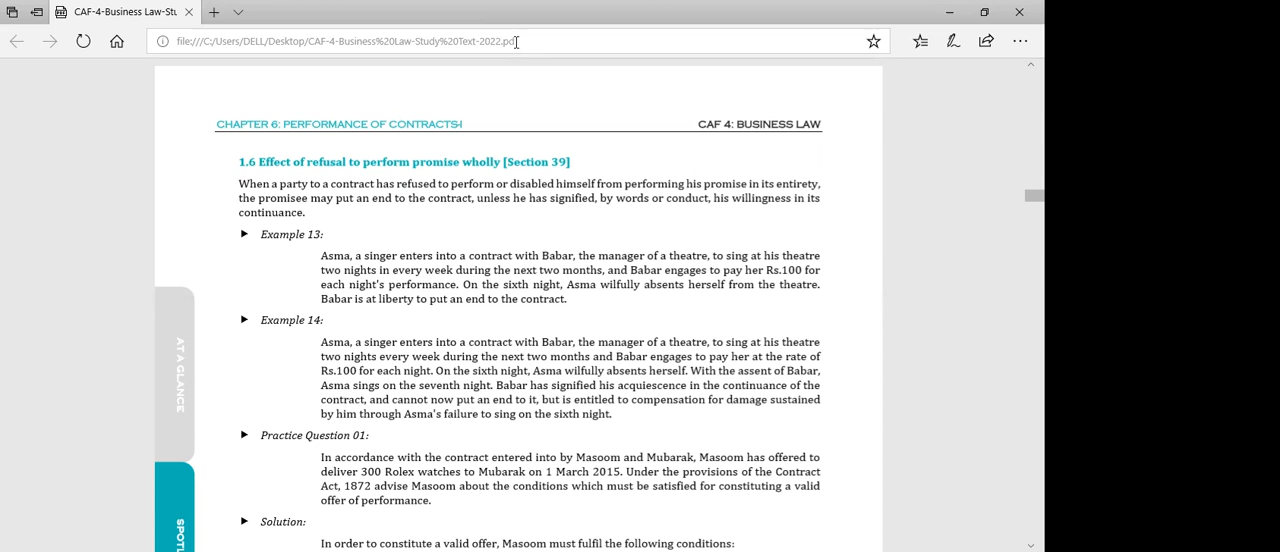 CAF-4-Business Law-Stu
file:///C:/Users/DELL/Desktop/CAF-4-Business%20Law-Study%20Text-2022.pd
CHAPTER 6: PERFORMANCE OF CONTRACTS-I CAF 4: BUSINESS LAW
1.6 Effect of refusal to perform promise wholly [Section 39]
When a party to a contract has refused to perform or disabled himself from performing his promise in its entirety,
the promisee may put an end to the contract, unless he has signified, by words or conduct, his willingness in its
continuance.
Example 13:
Asma, a singer enters into a contract with Babar, the manager of a theatre, to sing at his theatre
two nights in every week during the next two months, and Babar engages to pay her Rs.100 for
each night's performance. On the sixth night, Asma wilfully absents herself from the theatre.
Babar is at liberty to put an end to the contract.
Example 14:
Asma, a singer enters into a contract with Babar, the manager of a theatre, to sing at his theatre
two nights every week during the next two months and Babar engages to pay her at the rate of
Rs.100 for each night. On the sixth night, Asma wilfully absents herself. With the assent of Babar,
Asma sings on the seventh night. Babar has signified his acquiescence in the continuance of the
contract, and cannot now put an end to it, but is entitled to compensation for damage sustained
by him through Asma's failure to sing on the sixth night.
AT A GLANCE
Practice Question 01:
In accordance with the contract entered into by Masoom and Mubarak, Masoom has offered to
deliver 300 Rolex watches to Mubarak on 1 March 2015. Under the provisions of the Contract
Act, 1872 advise Masoom about the conditions which must be satisfied for constituting a valid
offer of performance.
Solution:
SPOTL
In order to constitute a valid offer, Masoom must fulfil the following conditions: